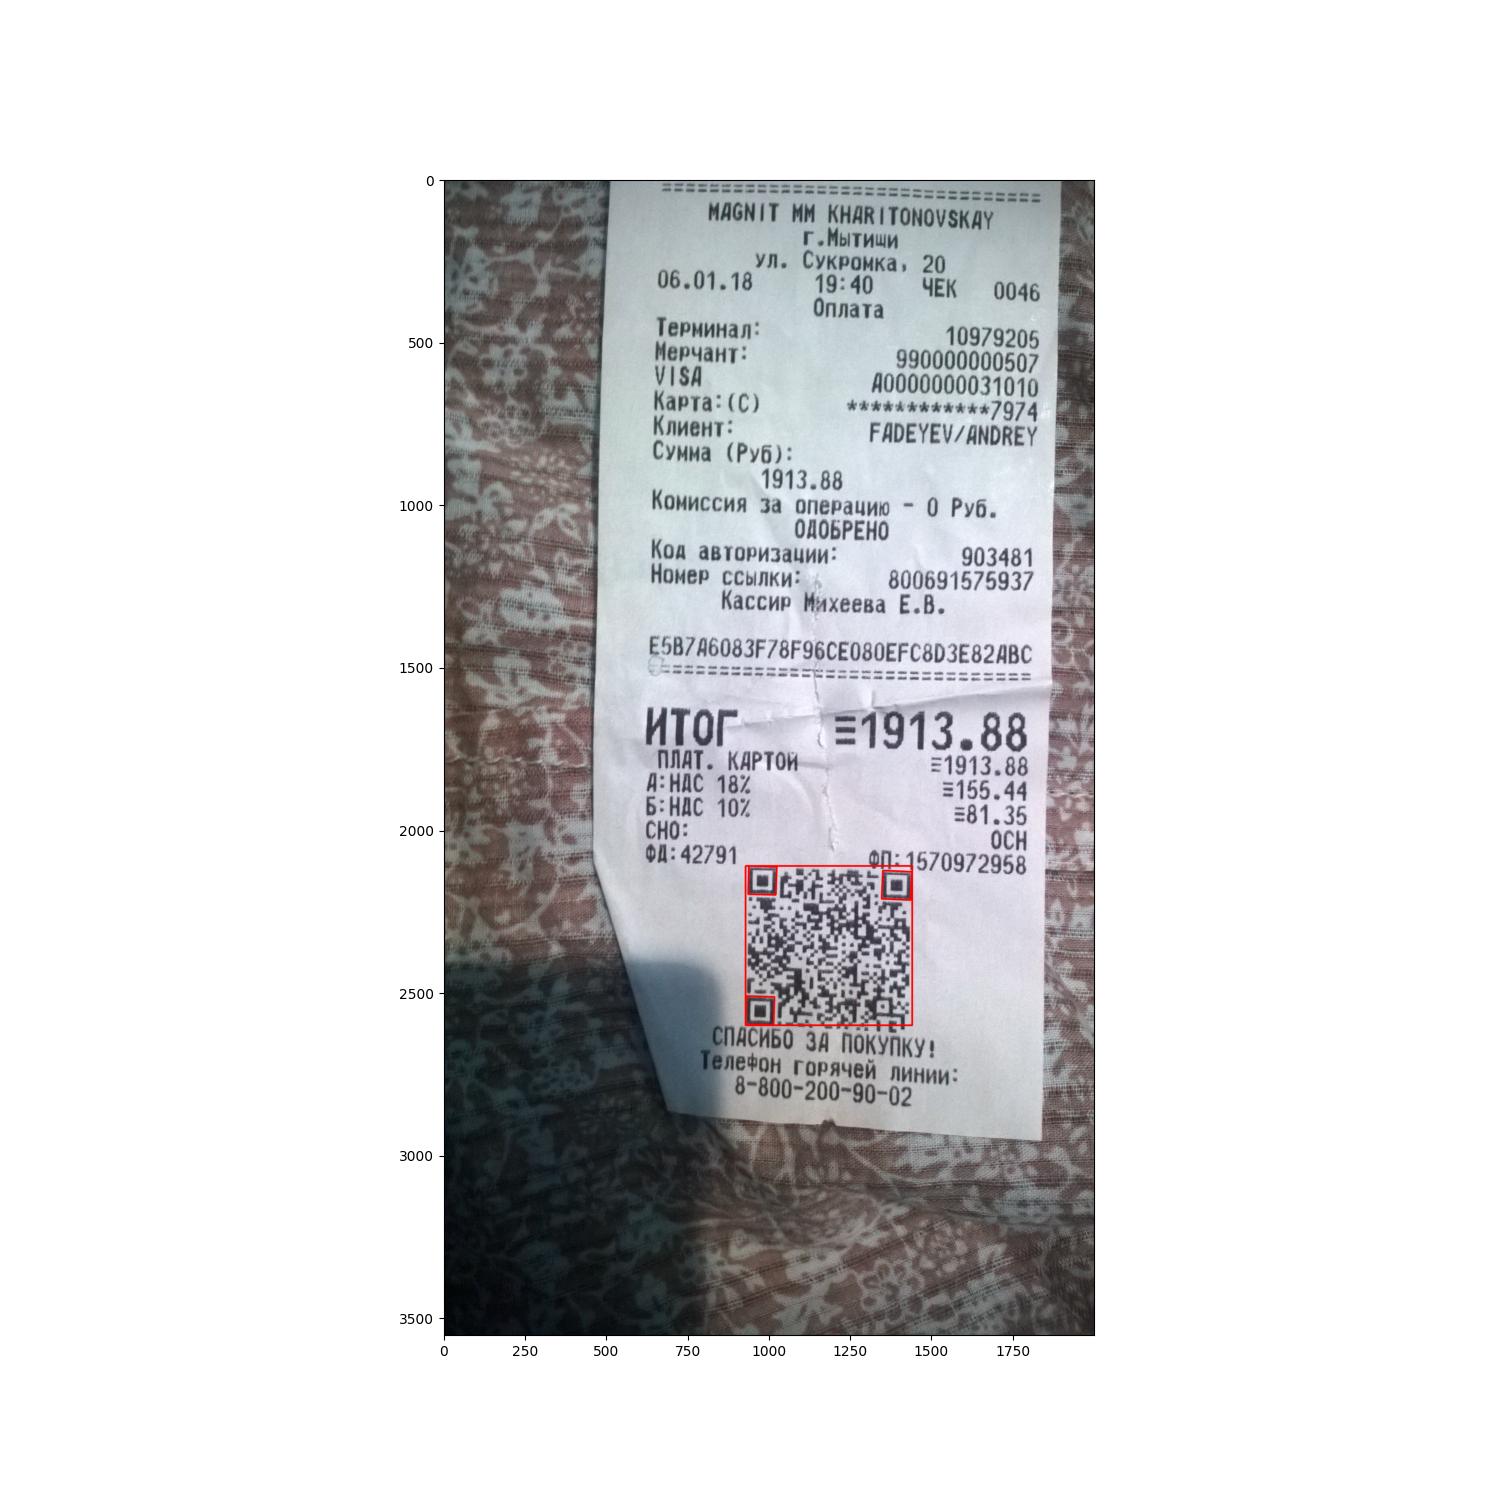 ================================
MAGNIT MM KHARITONOVSKAY
г.Мытиши
ул. Сукромка, 20
06.01.18 19:40 ЧЕК 0046
Оплата
Терминал: 10979205
Мерчант: 990000000507
VISA A0000000031010
Карта:(C) ************7974
Клиент: FADEYEV/ANDREY
Сумма (Руб):
1913.88
Комиссия за операцию - 0 Руб.
ОДОБРЕНО
Код авторизации: 903481
Номер ссылки: 800691575937
Кассир Михеева Е.В.
E5B7A6083F78F96CE080EFC8D3E82ABC
================================
ИТОГ ≡1913.88
ПЛАТ. КАРТОЙ ≡1913.88
А:НДС 18% ≡155.44
Б:НДС 10% ≡81.35
СНО: ОСН
ФД:42791 ФП:1570972958
СПАСИБО ЗА ПОКУПКУ!
Телефон горячей линии:
8-800-200-90-02
0
500
1000
1500
2000
2500
3000
3500
0 250 500 750 1000 1250 1500 1750